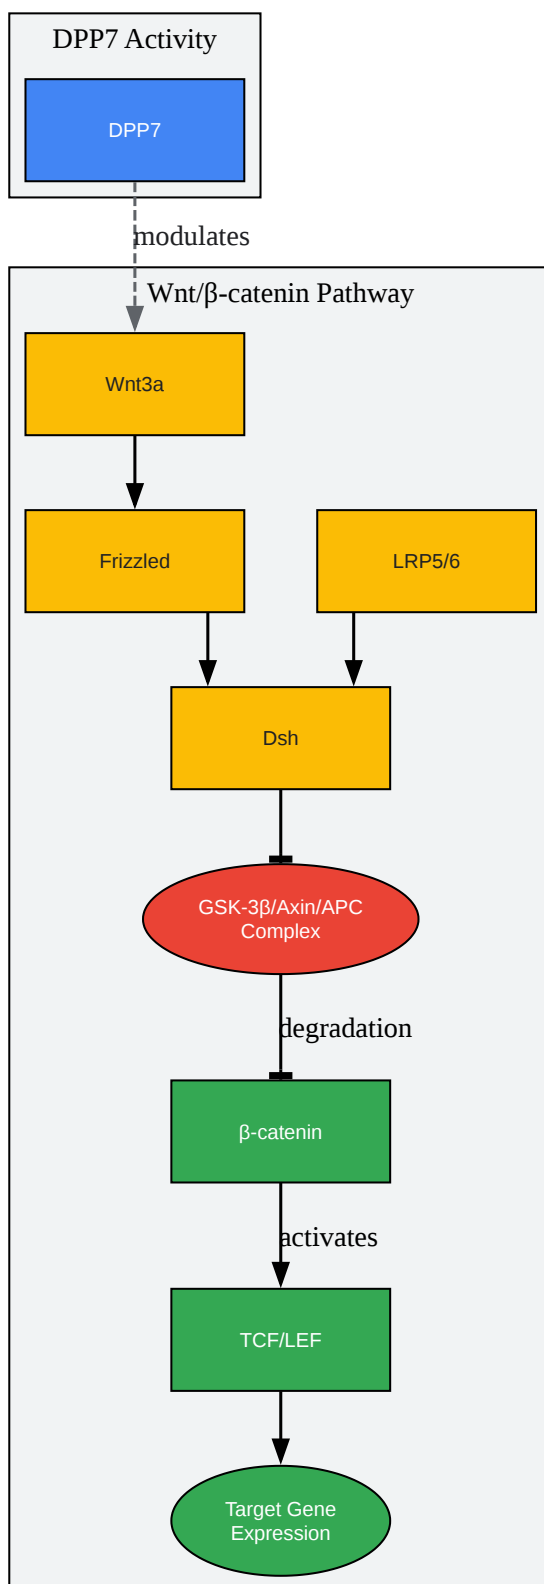 DPP7 Activity
DPP7
modulates
Wnt/β-catenin Pathway
Wnt3a
Frizzled
LRP5/6
Dsh
GSK-3β/Axin/APC
Complex
degradation
β-catenin
activates
TCF/LEF
Target Gene
Expression